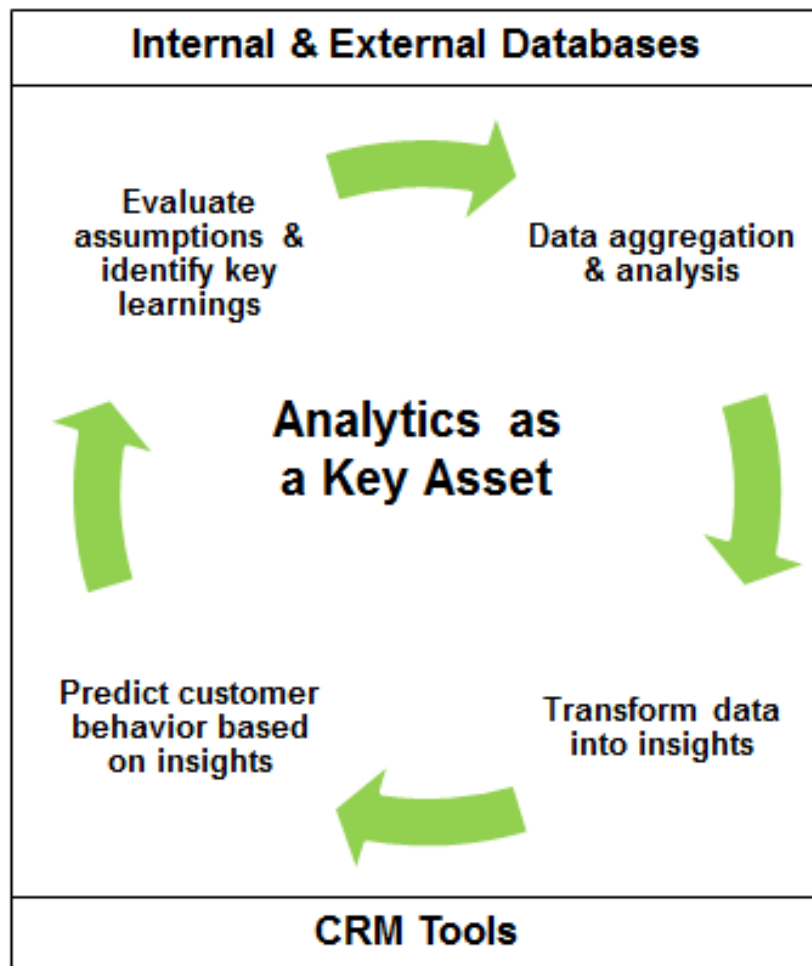 Internal & External Databases
Evaluate
assumptions &
identify key
learnings
Data aggregation
& analysis
Analytics as
a Key Asset
Predict customer
behavior based
on insights
Transform data
into insights
CRM Tools